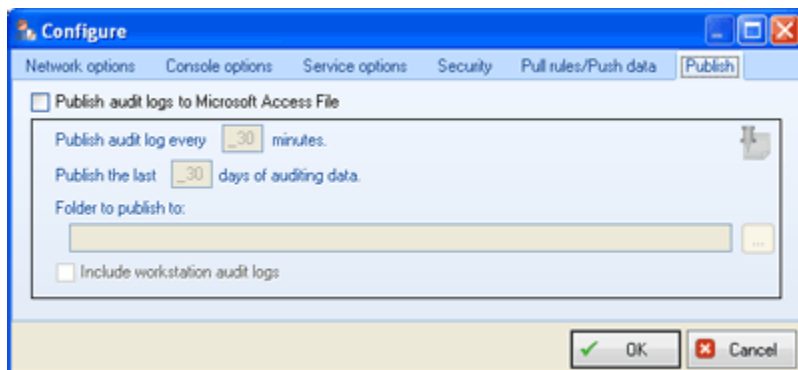 Configure
Network options Console options Service options Security Pull rules/Push data Publish
Publish audit logs to Microsoft Access File
Publish audit log every _30 minutes.
Publish the last _30 days of auditing data.
Folder to publish to:
...
Include workstation audit logs
OK Cancel